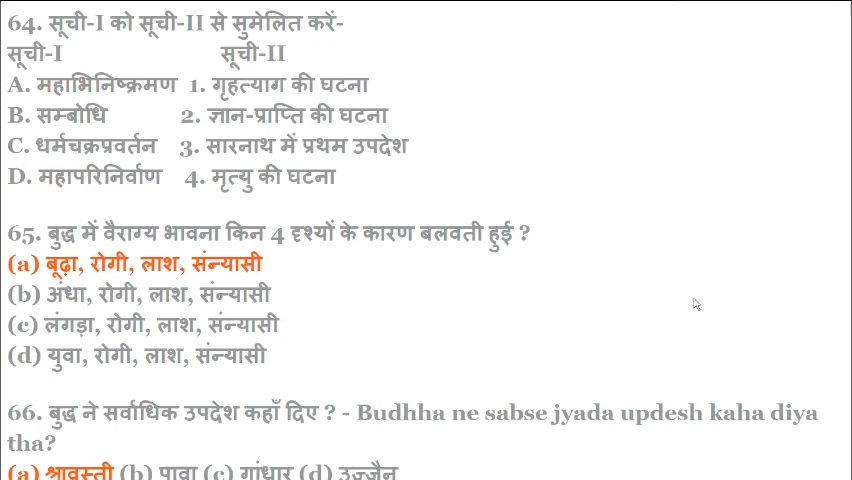 64. सूची-I को सूची-II से सुमेलित करें-
सूची-I सूची-II
A. महाभिनिष्क्रमण 1. गृहत्याग की घटना
B. सम्बोधि 2. ज्ञान-प्राप्ति की घटना
C. धर्मचक्रप्रवर्तन 3. सारनाथ में प्रथम उपदेश
D. महापरिनिर्वाण 4. मृत्यु की घटना
65. बुद्ध में वैराग्य भावना किन 4 दृश्यों के कारण बलवती हुई ?
(a) बूढ़ा, रोगी, लाश, संन्यासी
(b) अंधा, रोगी, लाश, संन्यासी
(c) लंगड़ा, रोगी, लाश, संन्यासी
(d) युवा, रोगी, लाश, संन्यासी
66. बुद्ध ने सर्वाधिक उपदेश कहाँ दिए ? - Budhha ne sabse jyada updesh kaha diya
tha?
(a) श्रावस्ती (b) पावा (c) गांधार (d) उज्जैन